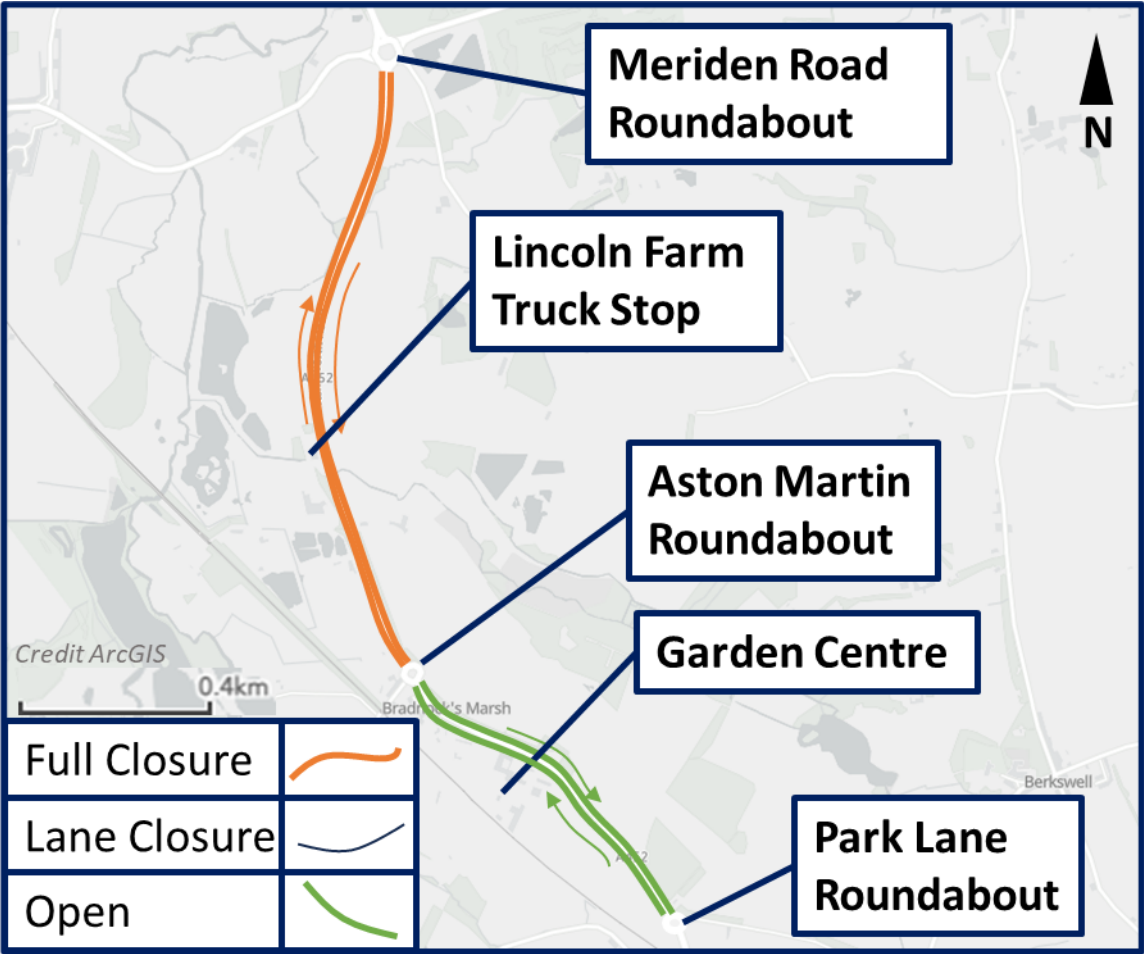 Meriden Road
Roundabout
N
Lincoln Farm
Truck Stop
Aston Martin
Roundabout
Garden Centre
Credit ArcGIS
0.4km
Full Closure
Lane Closure
Open
Berkswell
Park Lane
Roundabout